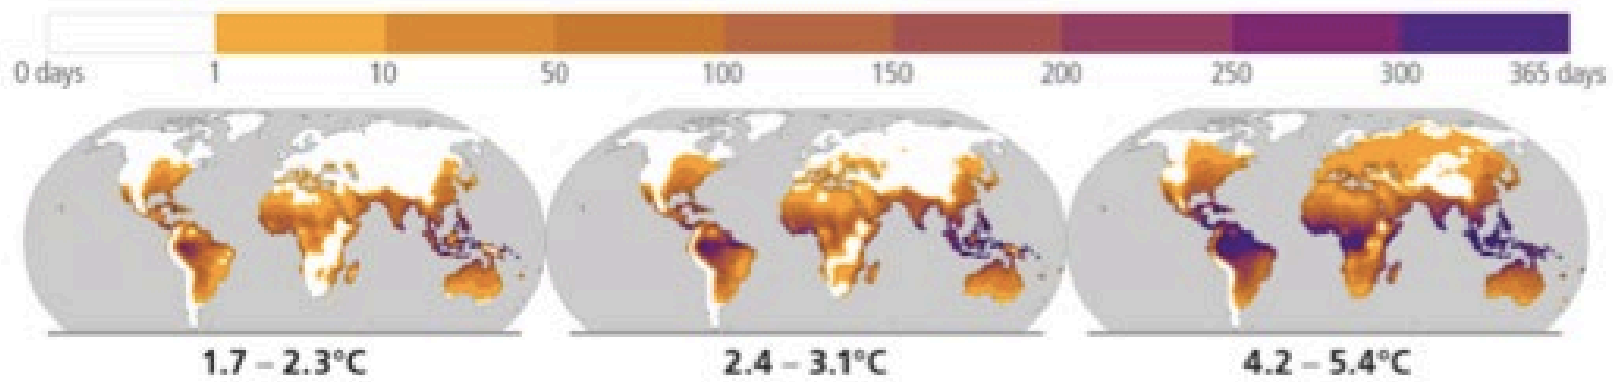 0 days 1 10 50 100 150 200 250 300 365 days
1.7 – 2.3°C 2.4 – 3.1°C 4.2 – 5.4°C